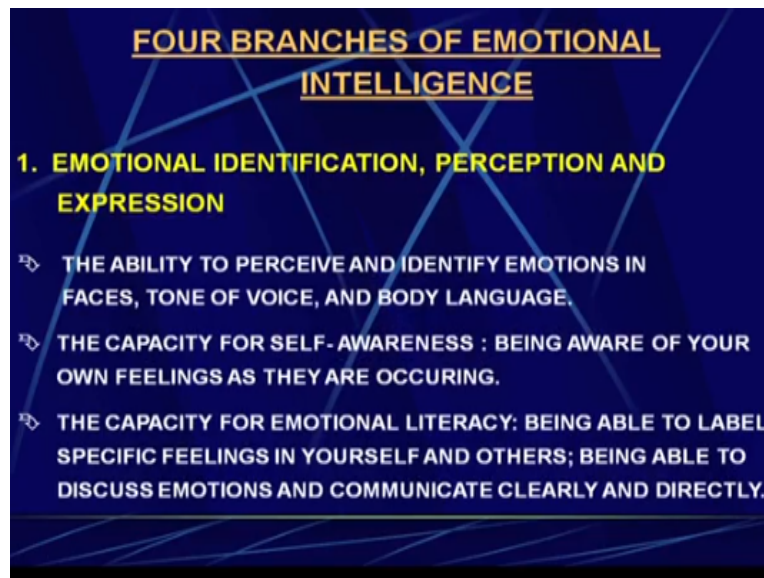 FOUR BRANCHES OF EMOTIONAL
INTELLIGENCE
1. EMOTIONAL IDENTIFICATION, PERCEPTION AND
EXPRESSION
THE ABILITY TO PERCEIVE AND IDENTIFY EMOTIONS IN
FACES, TONE OF VOICE, AND BODY LANGUAGE.
THE CAPACITY FOR SELF- AWARENESS : BEING AWARE OF YOUR
OWN FEELINGS AS THEY ARE OCCURING.
THE CAPACITY FOR EMOTIONAL LITERACY: BEING ABLE TO LABEL
SPECIFIC FEELINGS IN YOURSELF AND OTHERS; BEING ABLE TO
DISCUSS EMOTIONS AND COMMUNICATE CLEARLY AND DIRECTLY.